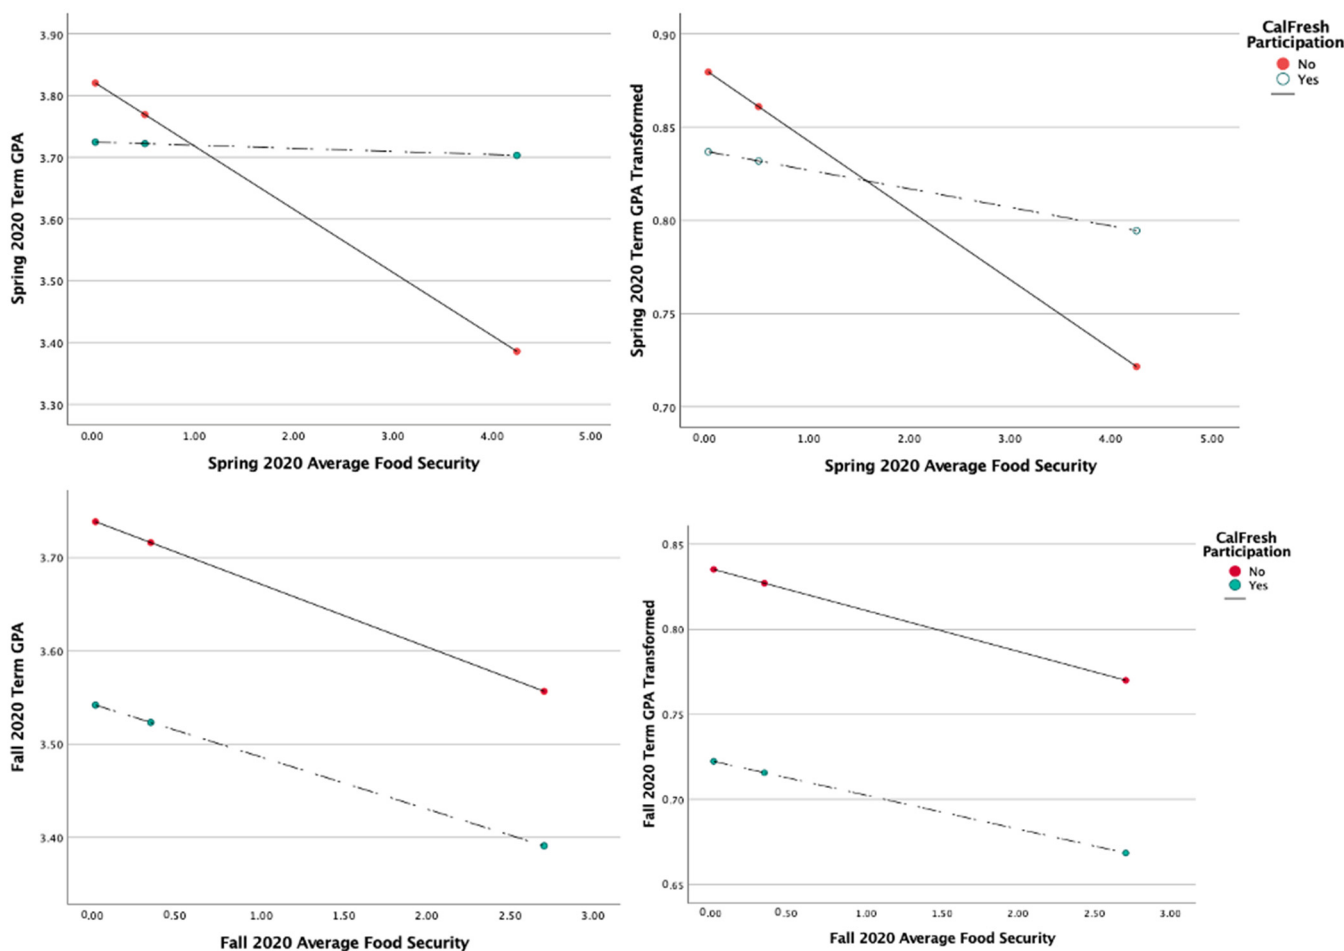 3.90
3.80
3.70
3.60
3.50
3.40
3.30
Spring 2020 Term GPA
0.00 1.00 2.00 3.00 4.00 5.00
Spring 2020 Average Food Security
0.90
0.85
0.80
0.75
0.70
Spring 2020 Term GPA Transformed
0.00 1.00 2.00 3.00 4.00 5.00
Spring 2020 Average Food Security
CalFresh
Participation
No
Yes
3.70
3.60
3.50
3.40
Fall 2020 Term GPA
0.00 0.50 1.00 1.50 2.00 2.50 3.00
Fall 2020 Average Food Security
0.85
0.80
0.75
0.70
0.65
Fall 2020 Term GPA Transformed
0.00 0.50 1.00 1.50 2.00 2.50 3.00
Fall 2020 Average Food Security
CalFresh
Participation
No
Yes